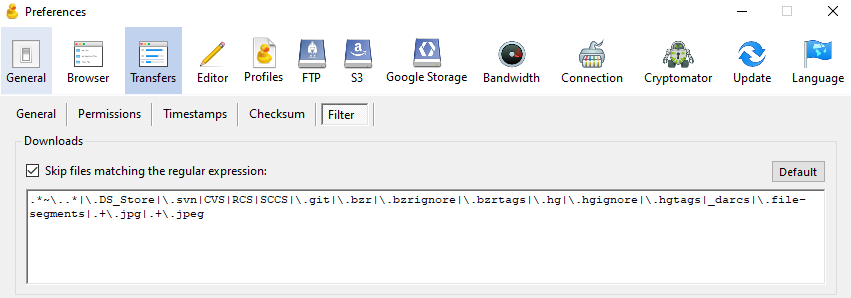 Preferences
General Browser Transfers Editor Profiles FTP S3 Google Storage Bandwidth Connection Cryptomator Update Language
General Permissions Timestamps Checksum Filter
Downloads
Skip files matching the regular expression: Default
.*~\..*|\.DS_Store|\.svn|CVS|RCS|SCCS|\.git|\.bzr|\.bzrignore|\.bzrtags|\.hg|\.hgignore|\.hgtags|_darcs|\.file-
segments|.+\.jpg|.+\.jpeg